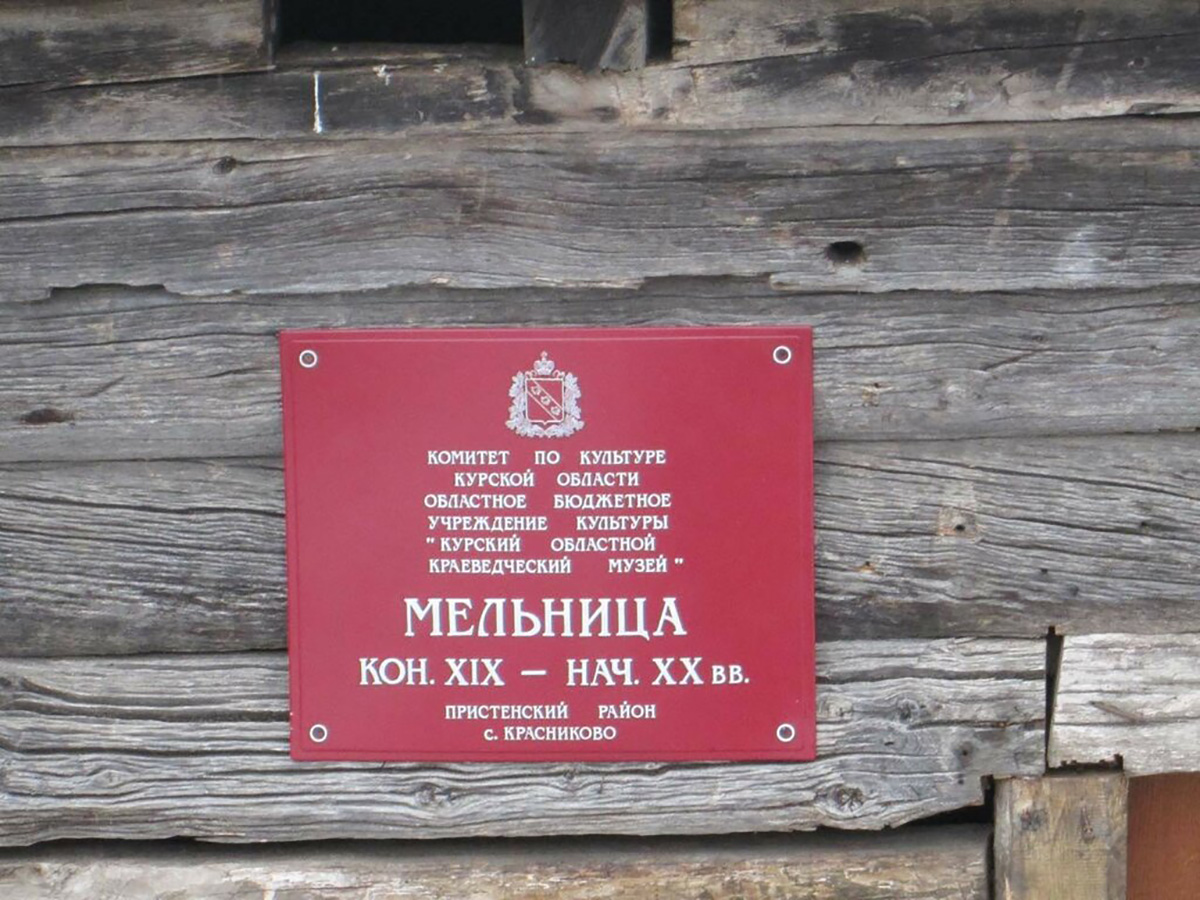 КОМИТЕТ ПО КУЛЬТУРЕ
КУРСКОЙ ОБЛАСТИ
ОБЛАСТНОЕ БЮДЖЕТНОЕ
УЧРЕЖДЕНИЕ КУЛЬТУРЫ
"КУРСКИЙ ОБЛАСТНОЙ
КРАЕВЕДЧЕСКИЙ МУЗЕЙ"
МЕЛЬНИЦА
КОН. XIX – НАЧ. XX ВВ.
ПРИСТЕНСКИЙ РАЙОН
с. КРАСНИКОВО